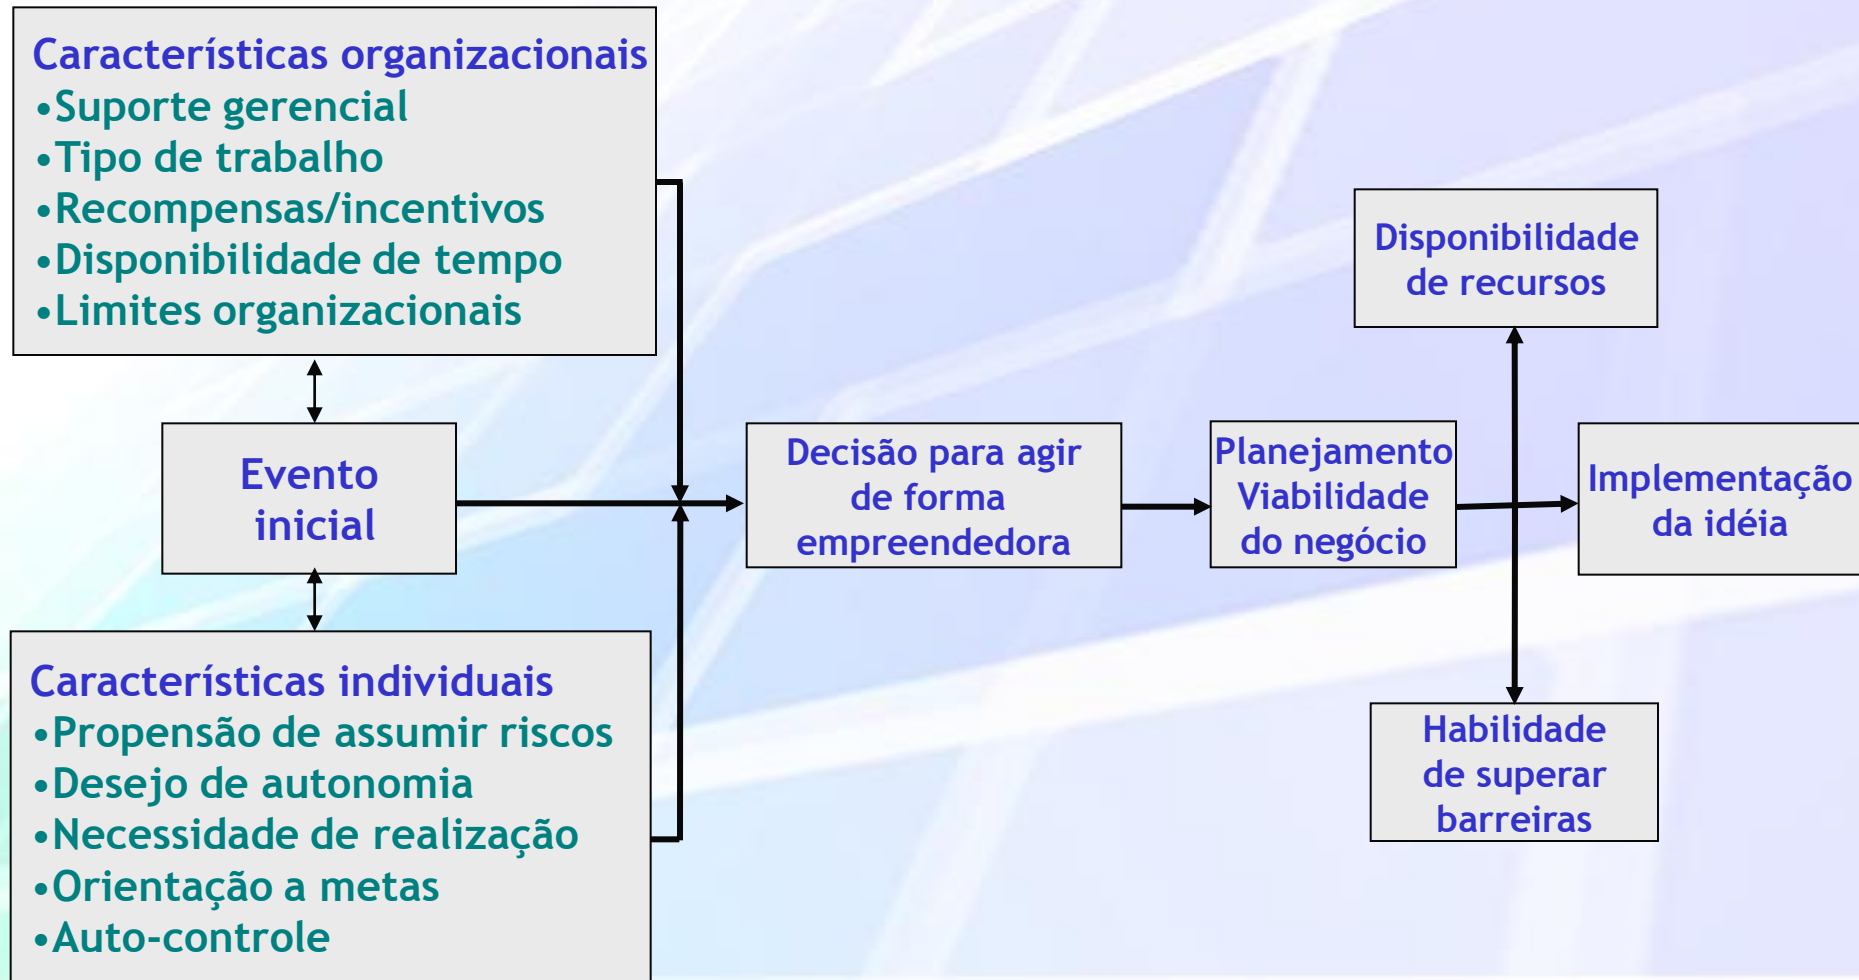 Características organizacionais
•Suporte gerencial
•Tipo de trabalho
•Recompensas/incentivos
•Disponibilidade de tempo
•Limites organizacionais
Evento
inicial
Características individuais
•Propensão de assumir riscos
•Desejo de autonomia
•Necessidade de realização
•Orientação a metas
•Auto-controle
Decisão para agir
de forma
empreendedora
Planejamento
Viabilidade
do negócio
Disponibilidade
de recursos
Implementação
da idéia
Habilidade
de superar
barreiras